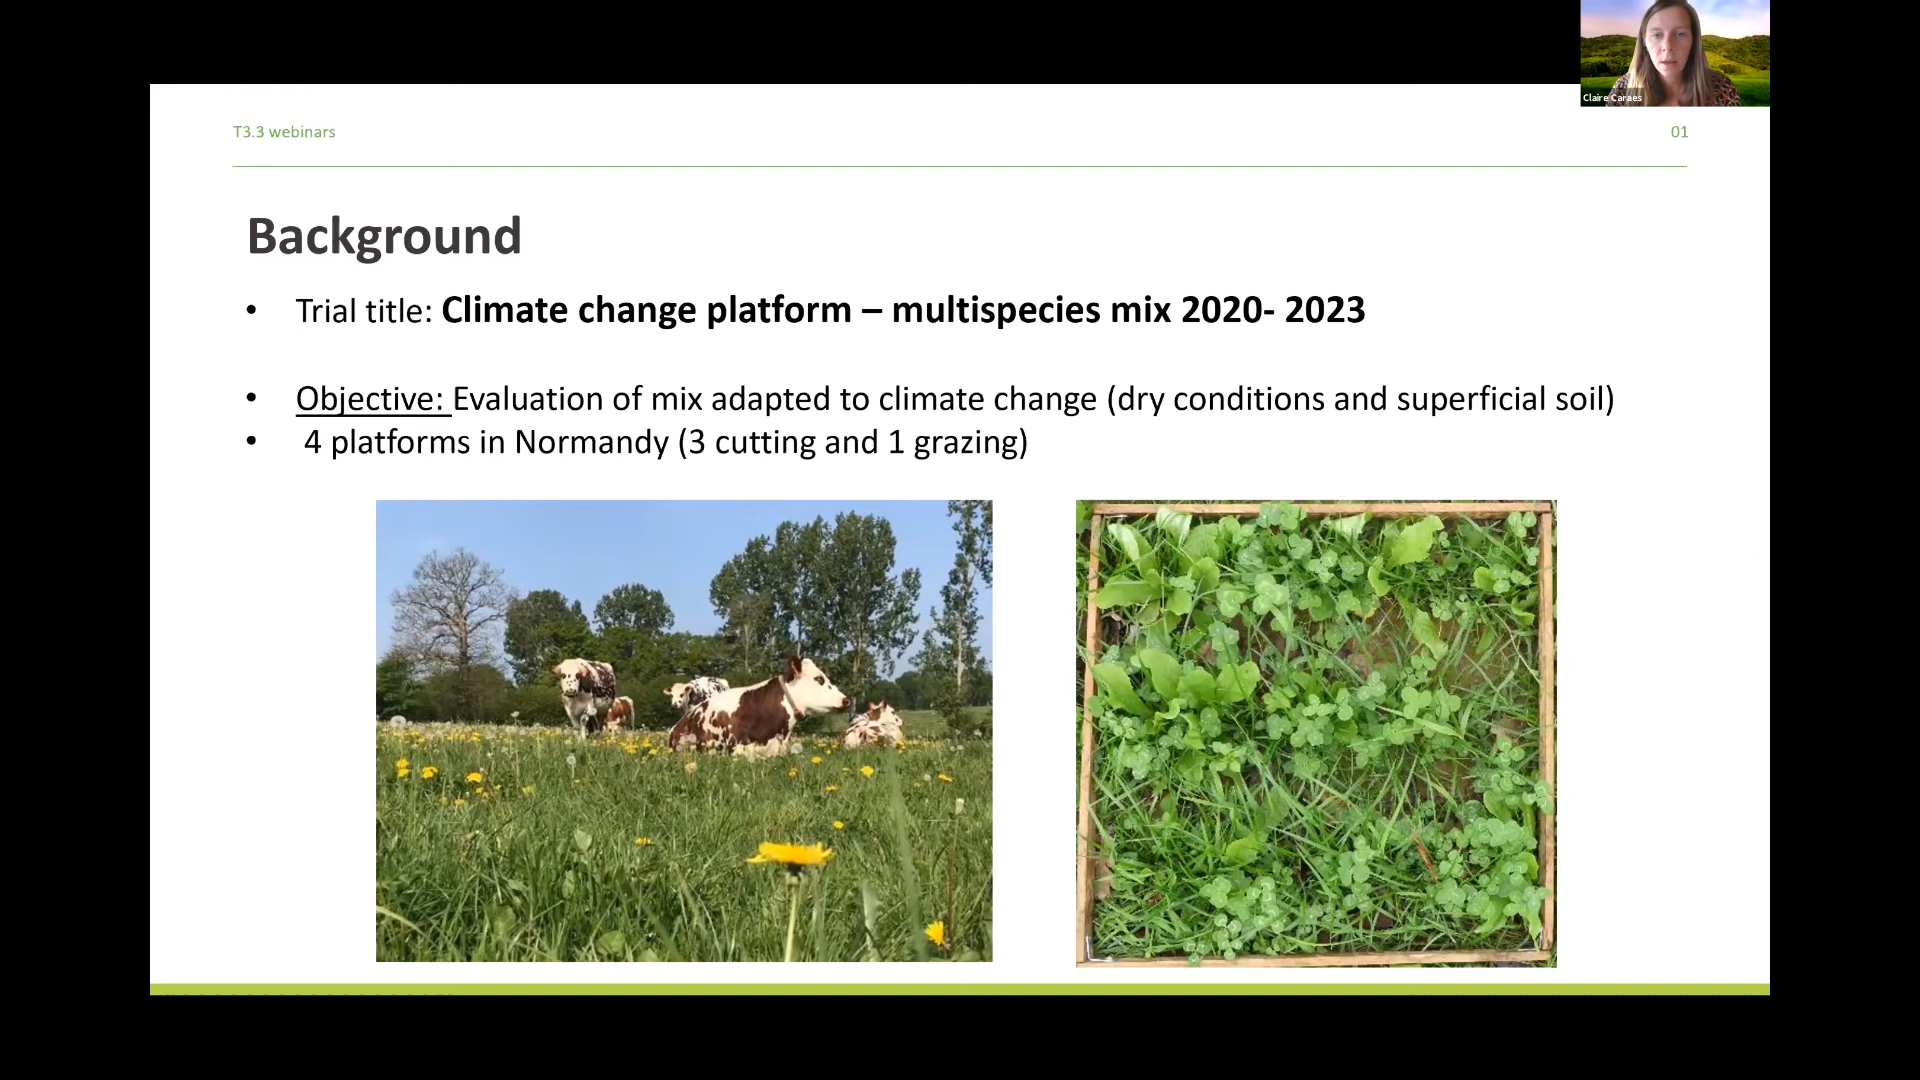 Claire Caraes
T3.3 webinars
01
Background
• Trial title: Climate change platform – multispecies mix 2020- 2023
• Objective: Evaluation of mix adapted to climate change (dry conditions and superficial soil)
• 4 platforms in Normandy (3 cutting and 1 grazing)